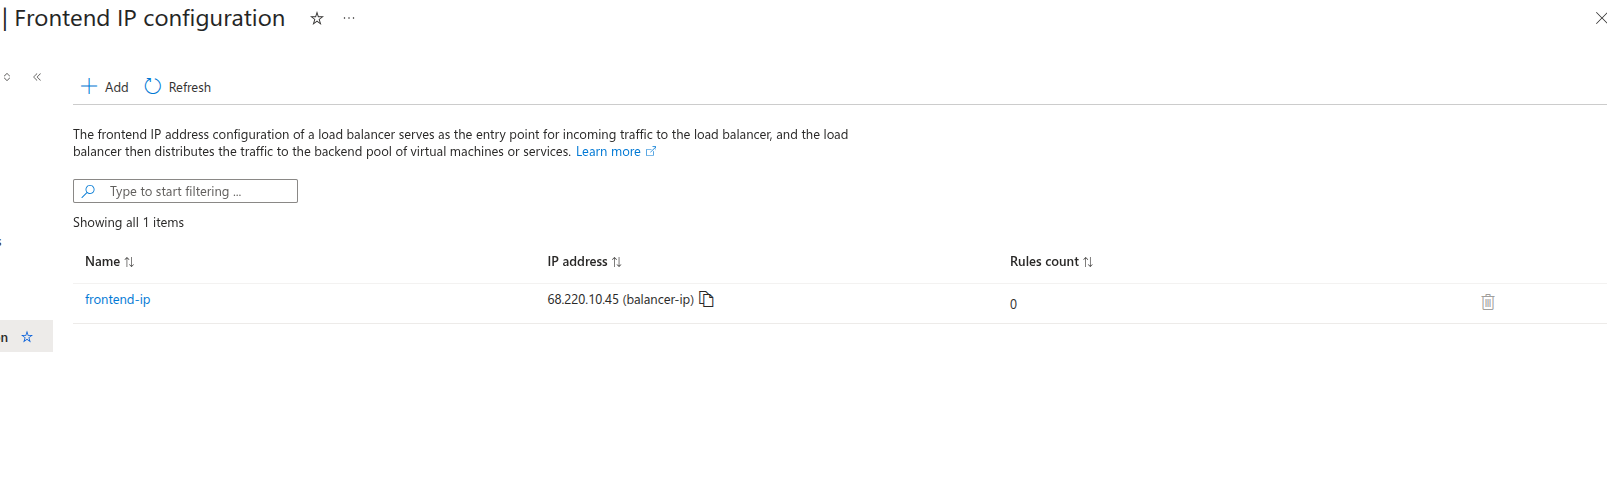 | Frontend IP configuration
Add
Refresh
The frontend IP address configuration of a load balancer serves as the entry point for incoming traffic to the load balancer, and the load
balancer then distributes the traffic to the backend pool of virtual machines or services. Learn more
Type to start filtering ...
Showing all 1 items
s
Name
IP address
Rules count
frontend-ip
68.220.10.45 (balancer-ip)
0
n